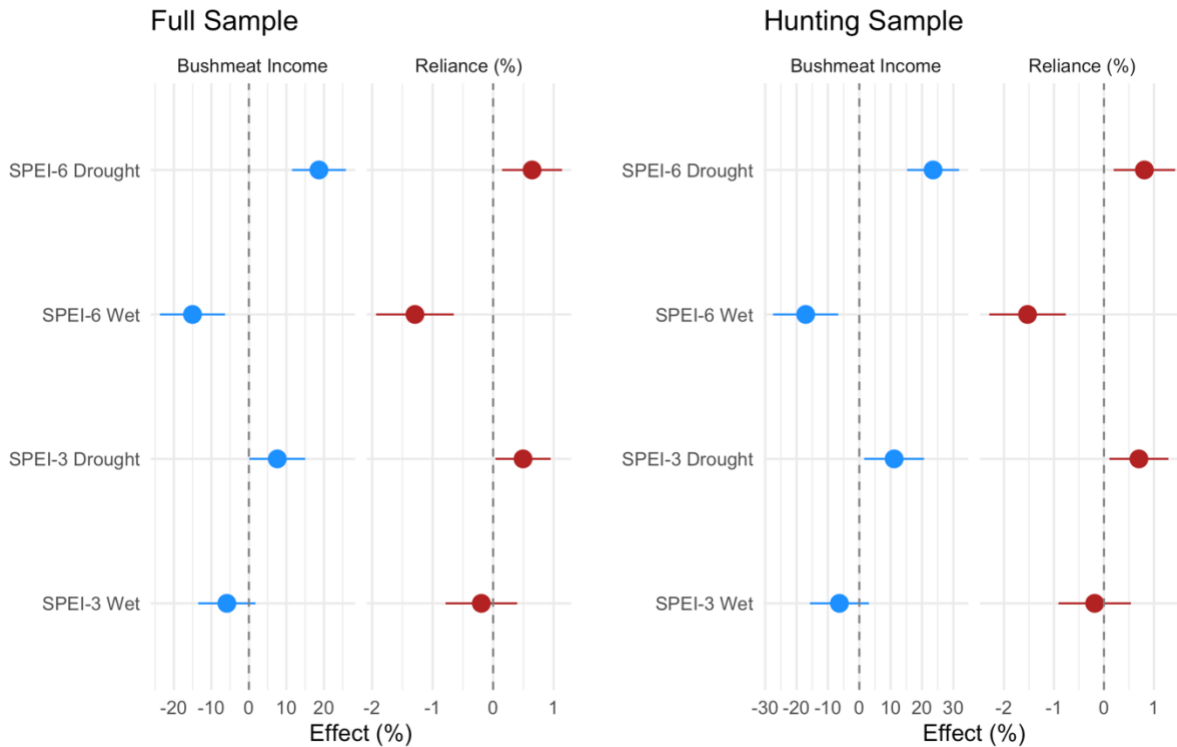 Full Sample
Bushmeat Income Reliance (%)
SPEI-6 Drought
SPEI-6 Wet
SPEI-3 Drought
SPEI-3 Wet
-20 -10 0 10 20 -2 -1 0 1
Effect (%)
Hunting Sample
Bushmeat Income Reliance (%)
SPEI-6 Drought
SPEI-6 Wet
SPEI-3 Drought
SPEI-3 Wet
-30 -20 -10 0 10 20 30 -2 -1 0 1
Effect (%)